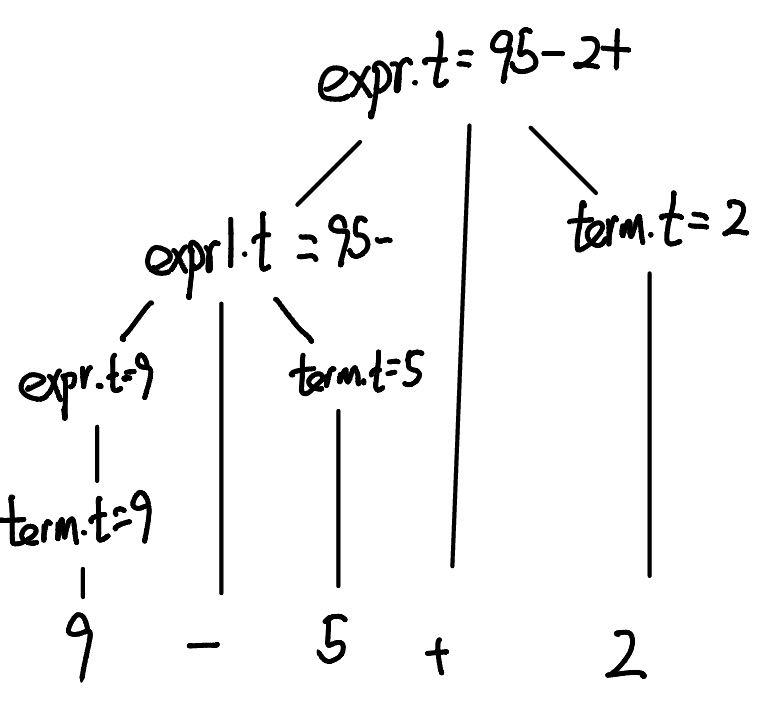 expr.t = 95-2+
expr1.t = 95-
term.t = 2
expr.t=9
term.t=5
term.t=9
9 - 5 + 2